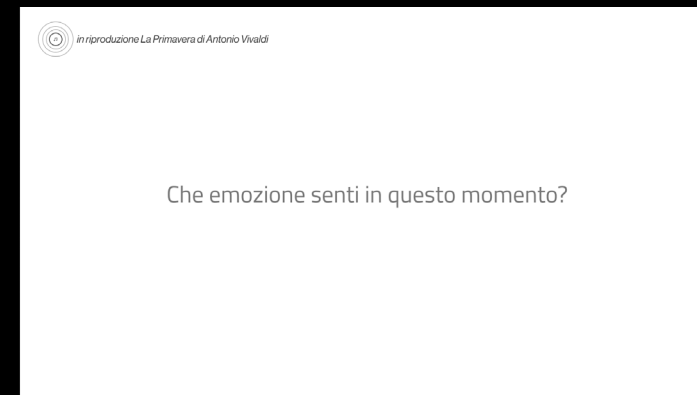 in riproduzione La Primavera di Antonio Vivaldi
Che emozione senti in questo momento?